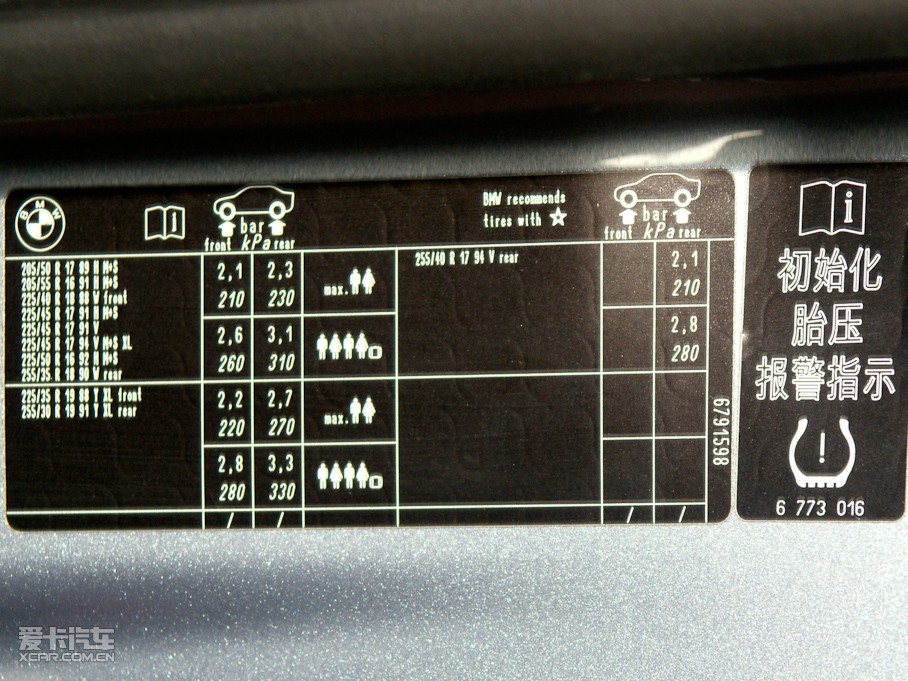 BMW
bar
front kPa rear
BMW recommends
tires with
bar
front kPa rear
205/50 R 17 89 H M+S
205/55 R 16 91 H M+S
225/40 R 18 88 W front
225/45 R 17 91 H M+S
225/45 R 17 91 V
225/45 R 17 94 V M+S XL
225/50 R 16 92 H M+S
255/35 R 18 90 W rear
2,1 2,3
210 230
max.
2,6 3,1
260 310
225/35 R 19 88 Y XL front
255/30 R 19 91 Y XL rear
2,2 2,7
220 270
max.
2,8 3,3
280 330
/ /
255/40 R 17 94 V rear
2,1
210
2,8
280
/ /
6791598
i
i
初始化
胎压
报警指示
!
6 773 016
爱卡汽车
XCAR.COM.CN